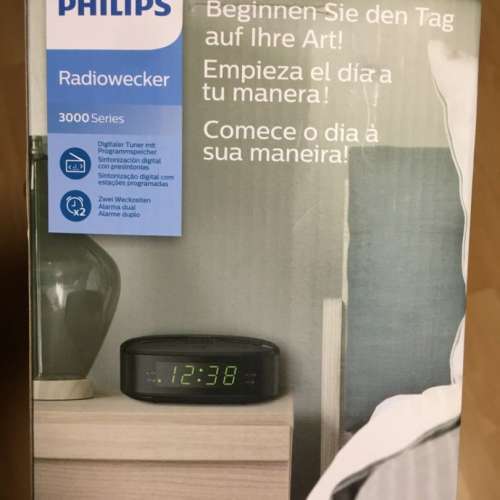 PHILIPS
Radiowecker
3000 Series
Digitaler Tuner mit
Programmspeicher
Sintonización digital
con presintonías
Sintonização digital com
estações programadas
x2
Zwei Weckzeiten
Alarma dual
Alarme duplo
Beginnen Sie den Tag
auf Ihre Art!
Empieza el día a
tu manera!
Comece o dia à
sua maneira!
12:38